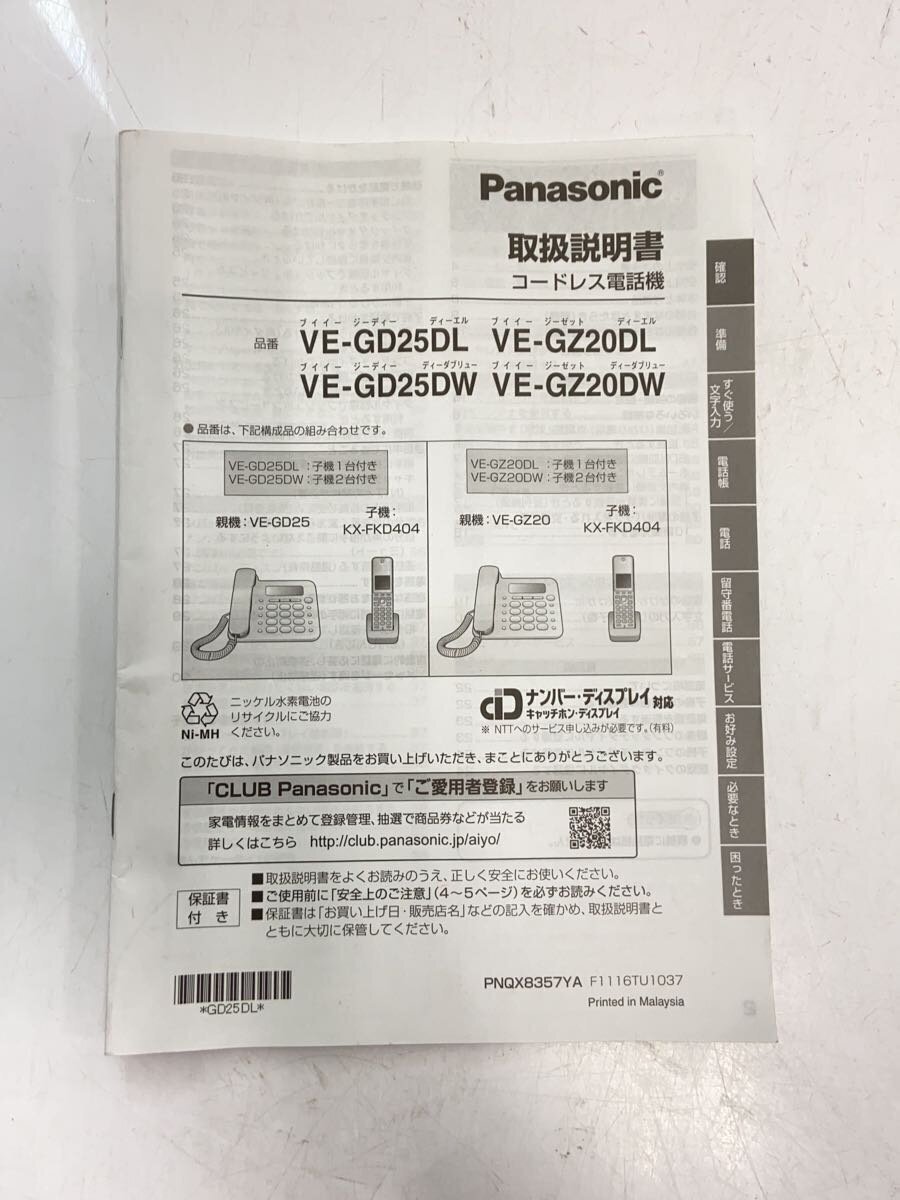 Panasonic®
取扱説明書
コードレス電話機
ブイイー ジーディー ディーエル ブイイー ジーゼット ディーエル
品番 VE-GD25DL VE-GZ20DL
ブイイー ジーディー ディーダブリュー ブイイー ジーゼット ディーダブリュー
VE-GD25DW VE-GZ20DW
● 品番は、下記構成品の組み合わせです。
VE-GD25DL:子機1台付き
VE-GD25DW:子機2台付き
親機:VE-GD25
子機:
KX-FKD404
VE-GZ20DL:子機1台付き
VE-GZ20DW:子機2台付き
親機:VE-GZ20
子機:
KX-FKD404
Ni-MH
ニッケル水素電池の
リサイクルにご協力
ください。
ナンバー・ディスプレイ対応
キャッチホン・ディスプレイ
※ NTTへのサービス申し込みが必要です。(有料)
このたびは、パナソニック製品をお買い上げいただき、まことにありがとうございます。
「CLUB Panasonic」で「ご愛用者登録」をお願いします
家電情報をまとめて登録管理、抽選で商品券などが当たる
詳しくはこちら http://club.panasonic.jp/aiyo/
保証書
付き
■取扱説明書をよくお読みのうえ、正しく安全にお使いください。
■ご使用前に「安全上のご注意」(4~5ページ)を必ずお読みください。
■保証書は「お買い上げ日・販売店名」などの記入を確かめ、取扱説明書と
ともに大切に保管してください。
*GD25DL*
PNQX8357YA F1116TU1037
Printed in Malaysia
確認
準備
すぐ使う/
文字入力
電話帳
電話
留守番電話
電話サービス
お好み設定
必要なとき
困ったとき